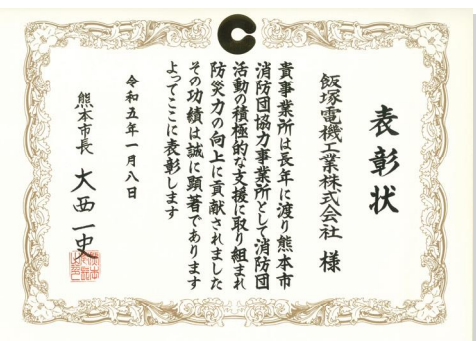 表彰状
飯塚電機工業株式会社 様
貴事業所は長年に渡り熊本市
消防団協力事業所として消防団
活動の積極的な支援に取り組まれ
防災力の向上に貢献されました
その功績は誠に顕著であります
よってここに表彰します
令和五年一月八日
熊本市長 大西一史